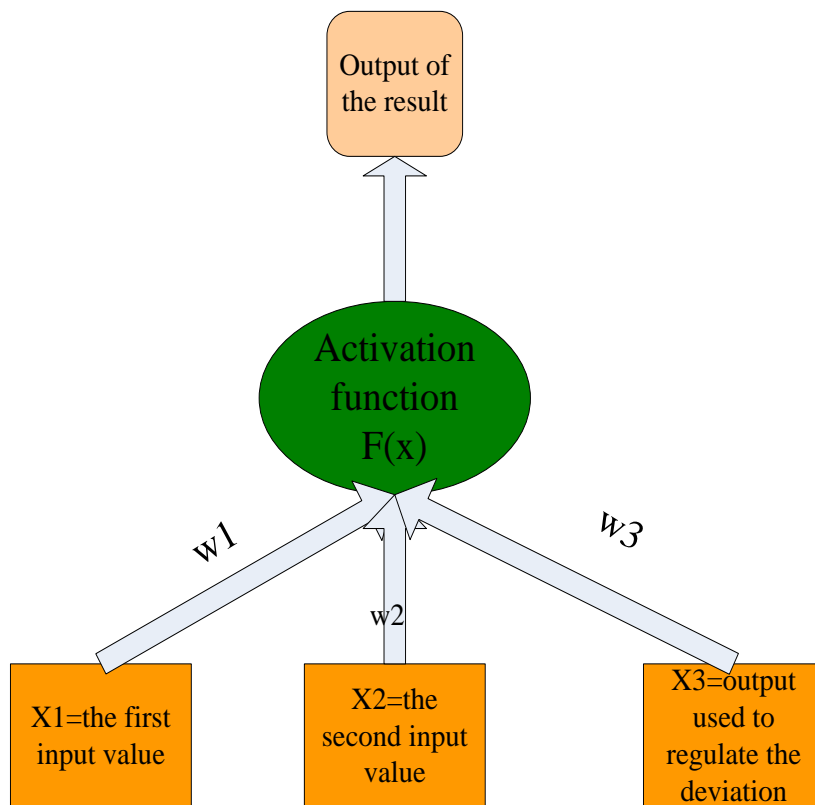 Output of
the result
Activation
function
F(x)
w1
w2
w3
X1=the first
input value
X2=the
second input
value
X3=output
used to
regulate the
deviation